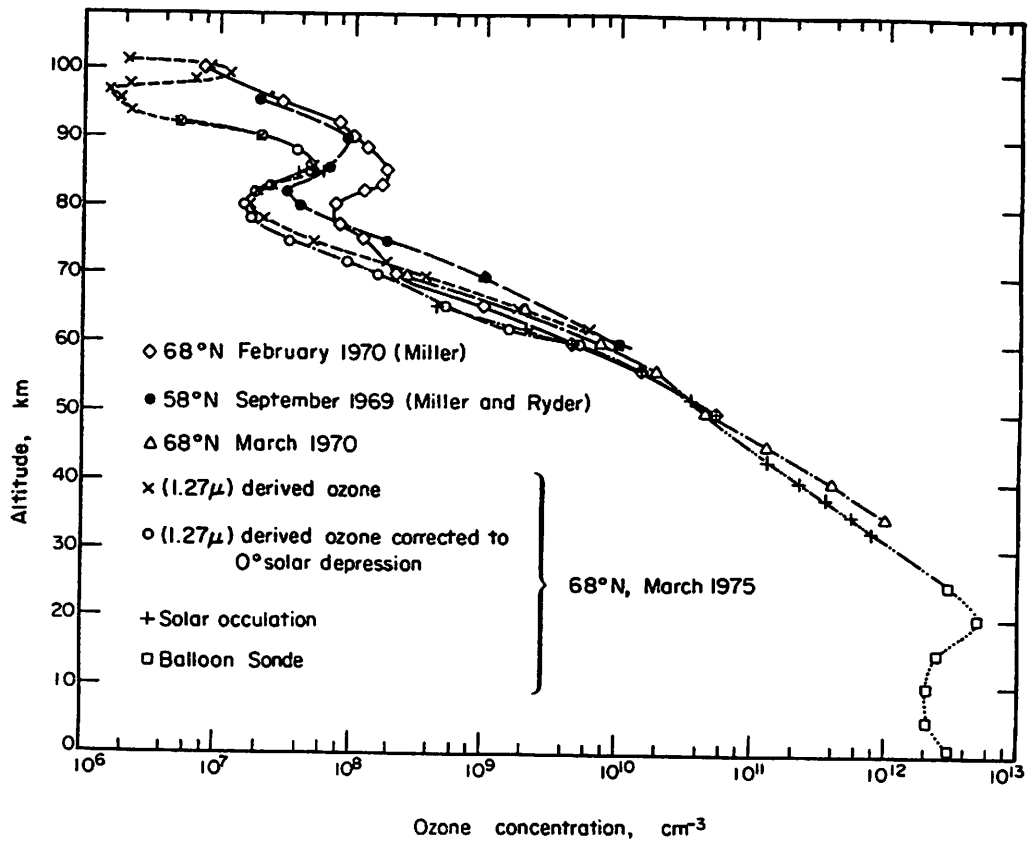 100
90
80
70
60
50
40
30
20
10
0
Altitude, km
◇ 68°N February 1970 (Miller)
● 58°N September 1969 (Miller and Ryder)
△ 68°N March 1970
× (1.27μ) derived ozone
○ (1.27μ) derived ozone corrected to
0° solar depression
+ Solar occulation
□ Balloon Sonde
68°N, March 1975
10⁶ 10⁷ 10⁸ 10⁹ 10¹⁰ 10¹¹ 10¹² 10¹³
Ozone concentration, cm⁻³